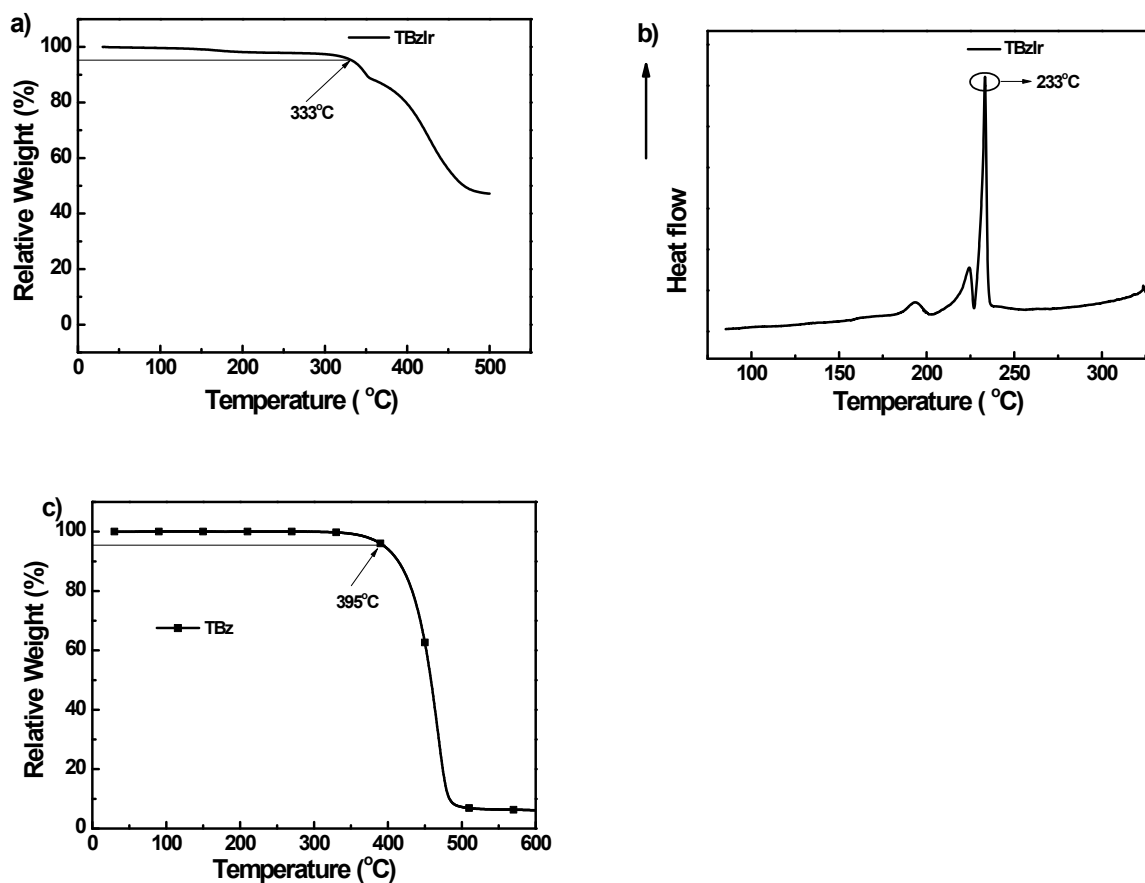 a)
TBzIr
100
80
60
40
20
0
333°C
Relative Weight (%)
0 100 200 300 400 500
Temperature ( °C)
b)
TBzIr
233°C
Heat flow
100 150 200 250 300
Temperature ( °C)
c)
100
80
60
40
20
0
395°C
TBz
Relative Weight (%)
0 100 200 300 400 500 600
Temperature (°C)